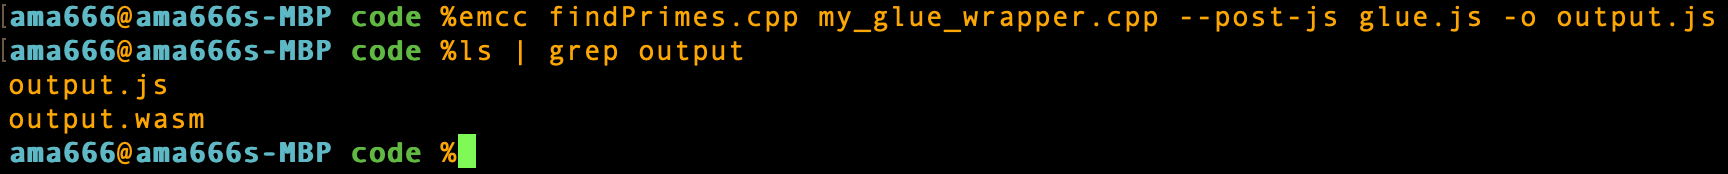 [ama666@ama666s-MBP code %emcc findPrimes.cpp my_glue_wrapper.cpp --post-js glue.js -o output.js
[ama666@ama666s-MBP code %ls | grep output
output.js
output.wasm
ama666@ama666s-MBP code %